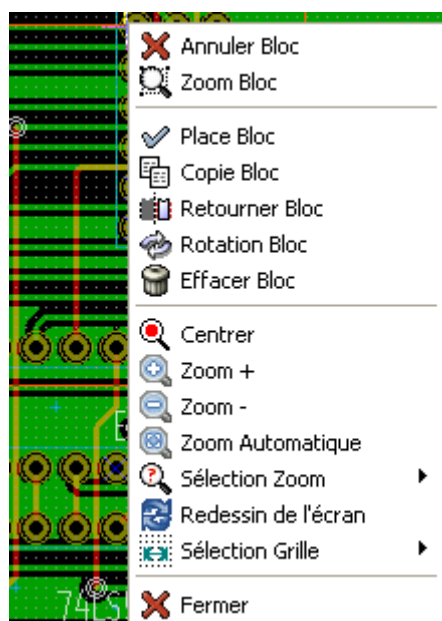 Annuler Bloc
Zoom Bloc
Place Bloc
Copie Bloc
Retourner Bloc
Rotation Bloc
Effacer Bloc
Centrer
Zoom +
Zoom -
Zoom Automatique
Sélection Zoom
Redessin de l'écran
Sélection Grille
Fermer
74LS